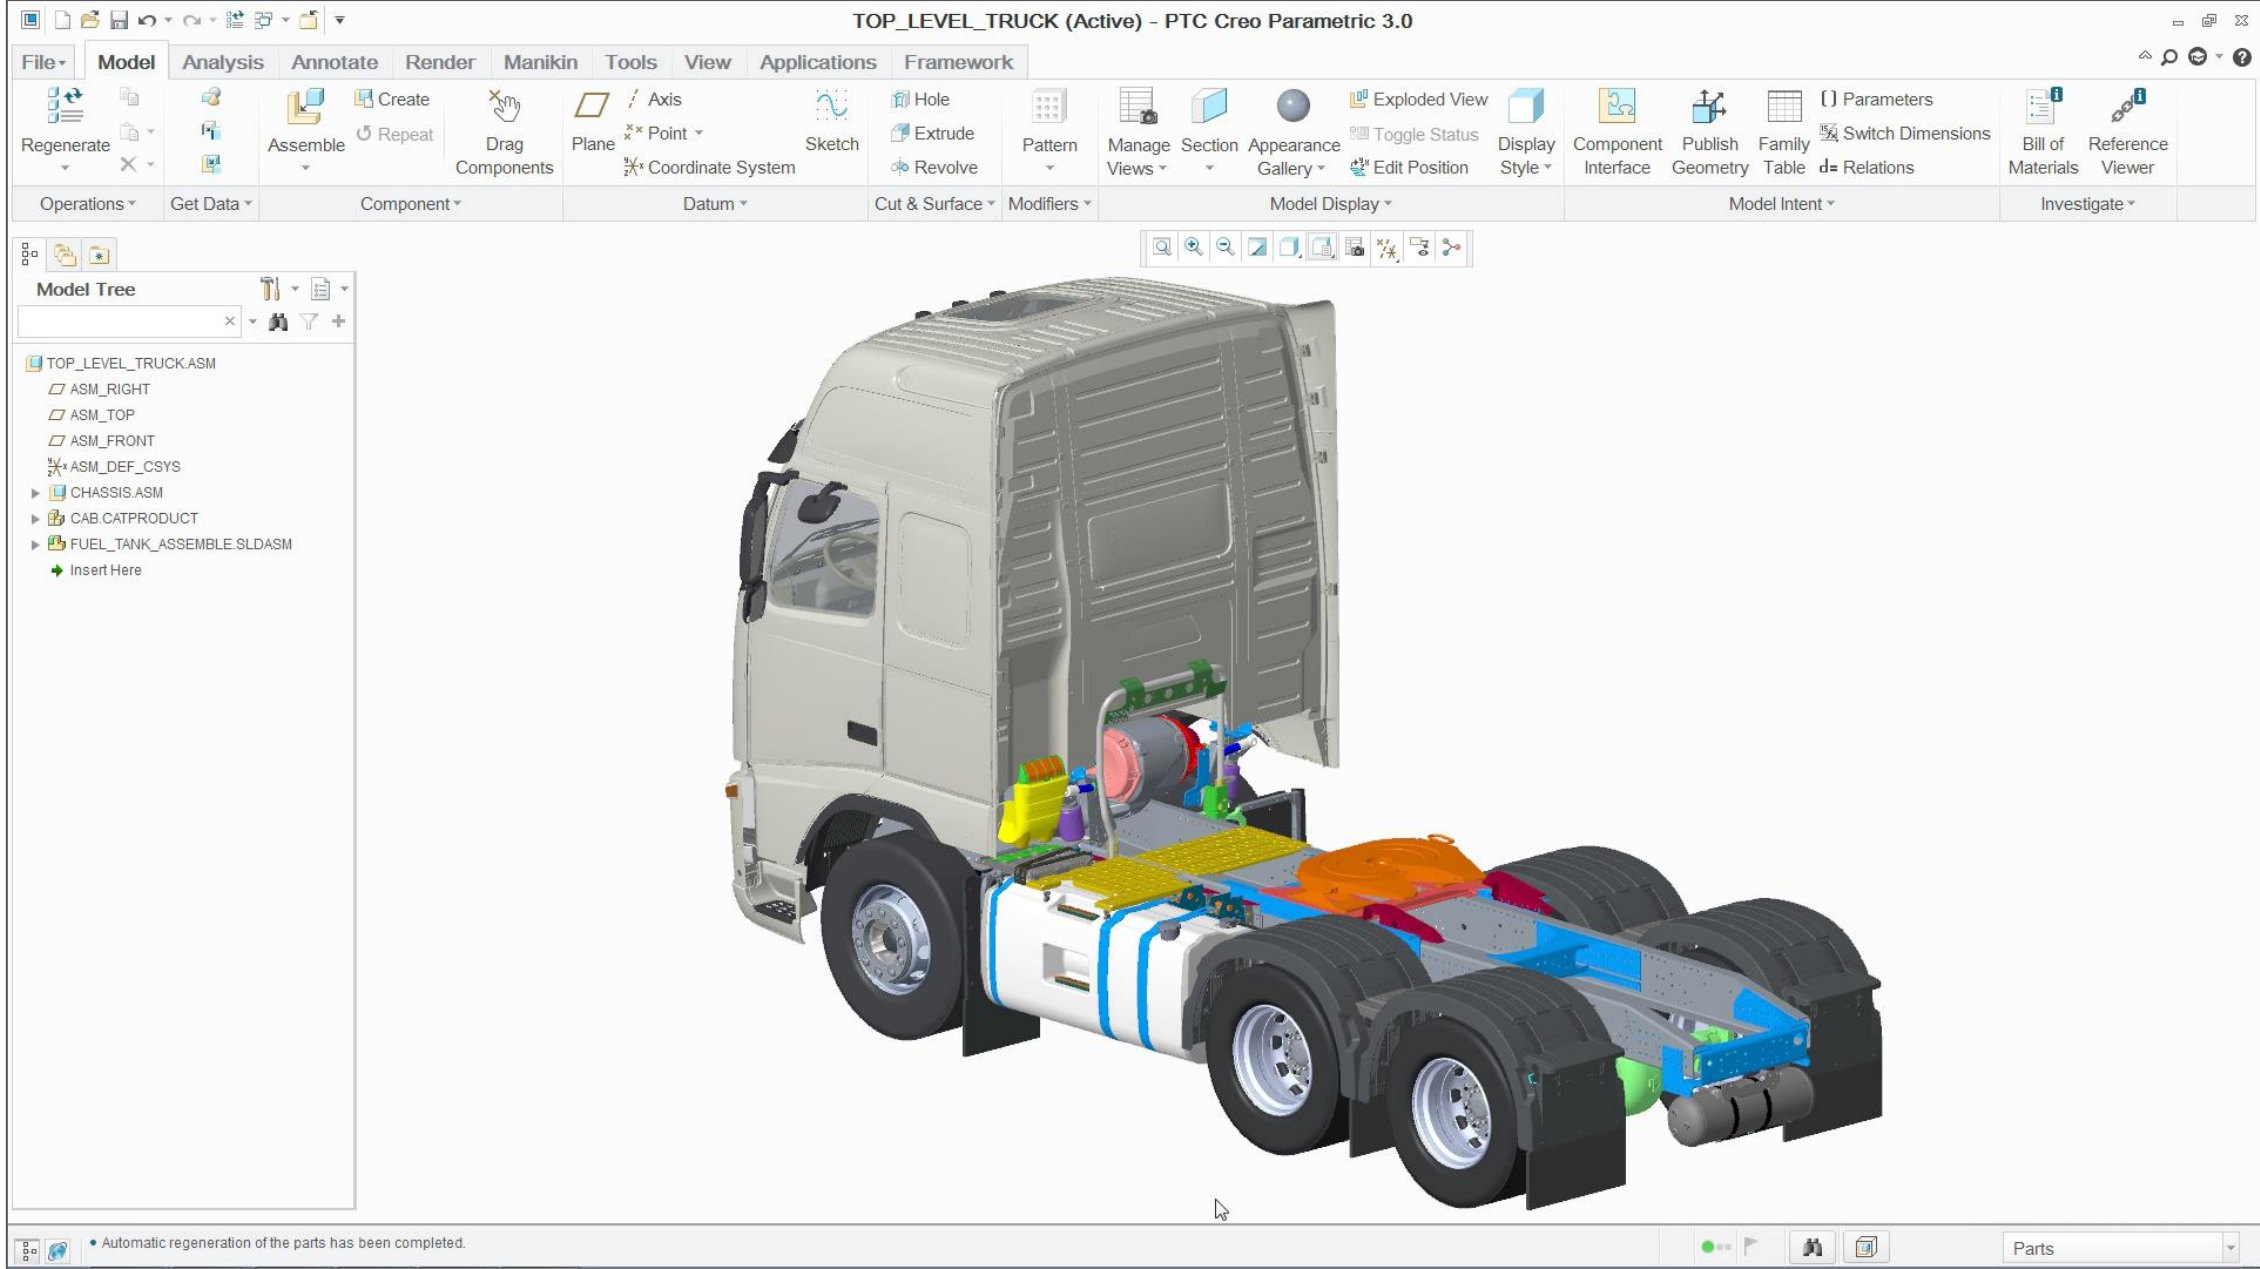 TOP_LEVEL_TRUCK (Active) - PTC Creo Parametric 3.0
File Model Analysis Annotate Render Manikin Tools View Applications Framework
Regenerate
Assemble
Create
Repeat
Drag
Components
Plane
Axis
Point
Coordinate System
Sketch
Hole
Extrude
Revolve
Pattern
Manage
Views
Section
Appearance
Gallery
Exploded View
Toggle Status
Edit Position
Display
Style
Component
Interface
Publish
Geometry
Family
Table
Parameters
Switch Dimensions
d= Relations
Bill of
Materials
Reference
Viewer
Operations Get Data Component Datum Cut & Surface Modifiers Model Display Model Intent Investigate
Model Tree
TOP_LEVEL_TRUCK.ASM
ASM_RIGHT
ASM_TOP
ASM_FRONT
ASM_DEF_CSYS
CHASSIS.ASM
CAB.CATPRODUCT
FUEL_TANK_ASSEMBLE.SLDASM
Insert Here
• Automatic regeneration of the parts has been completed.
Parts